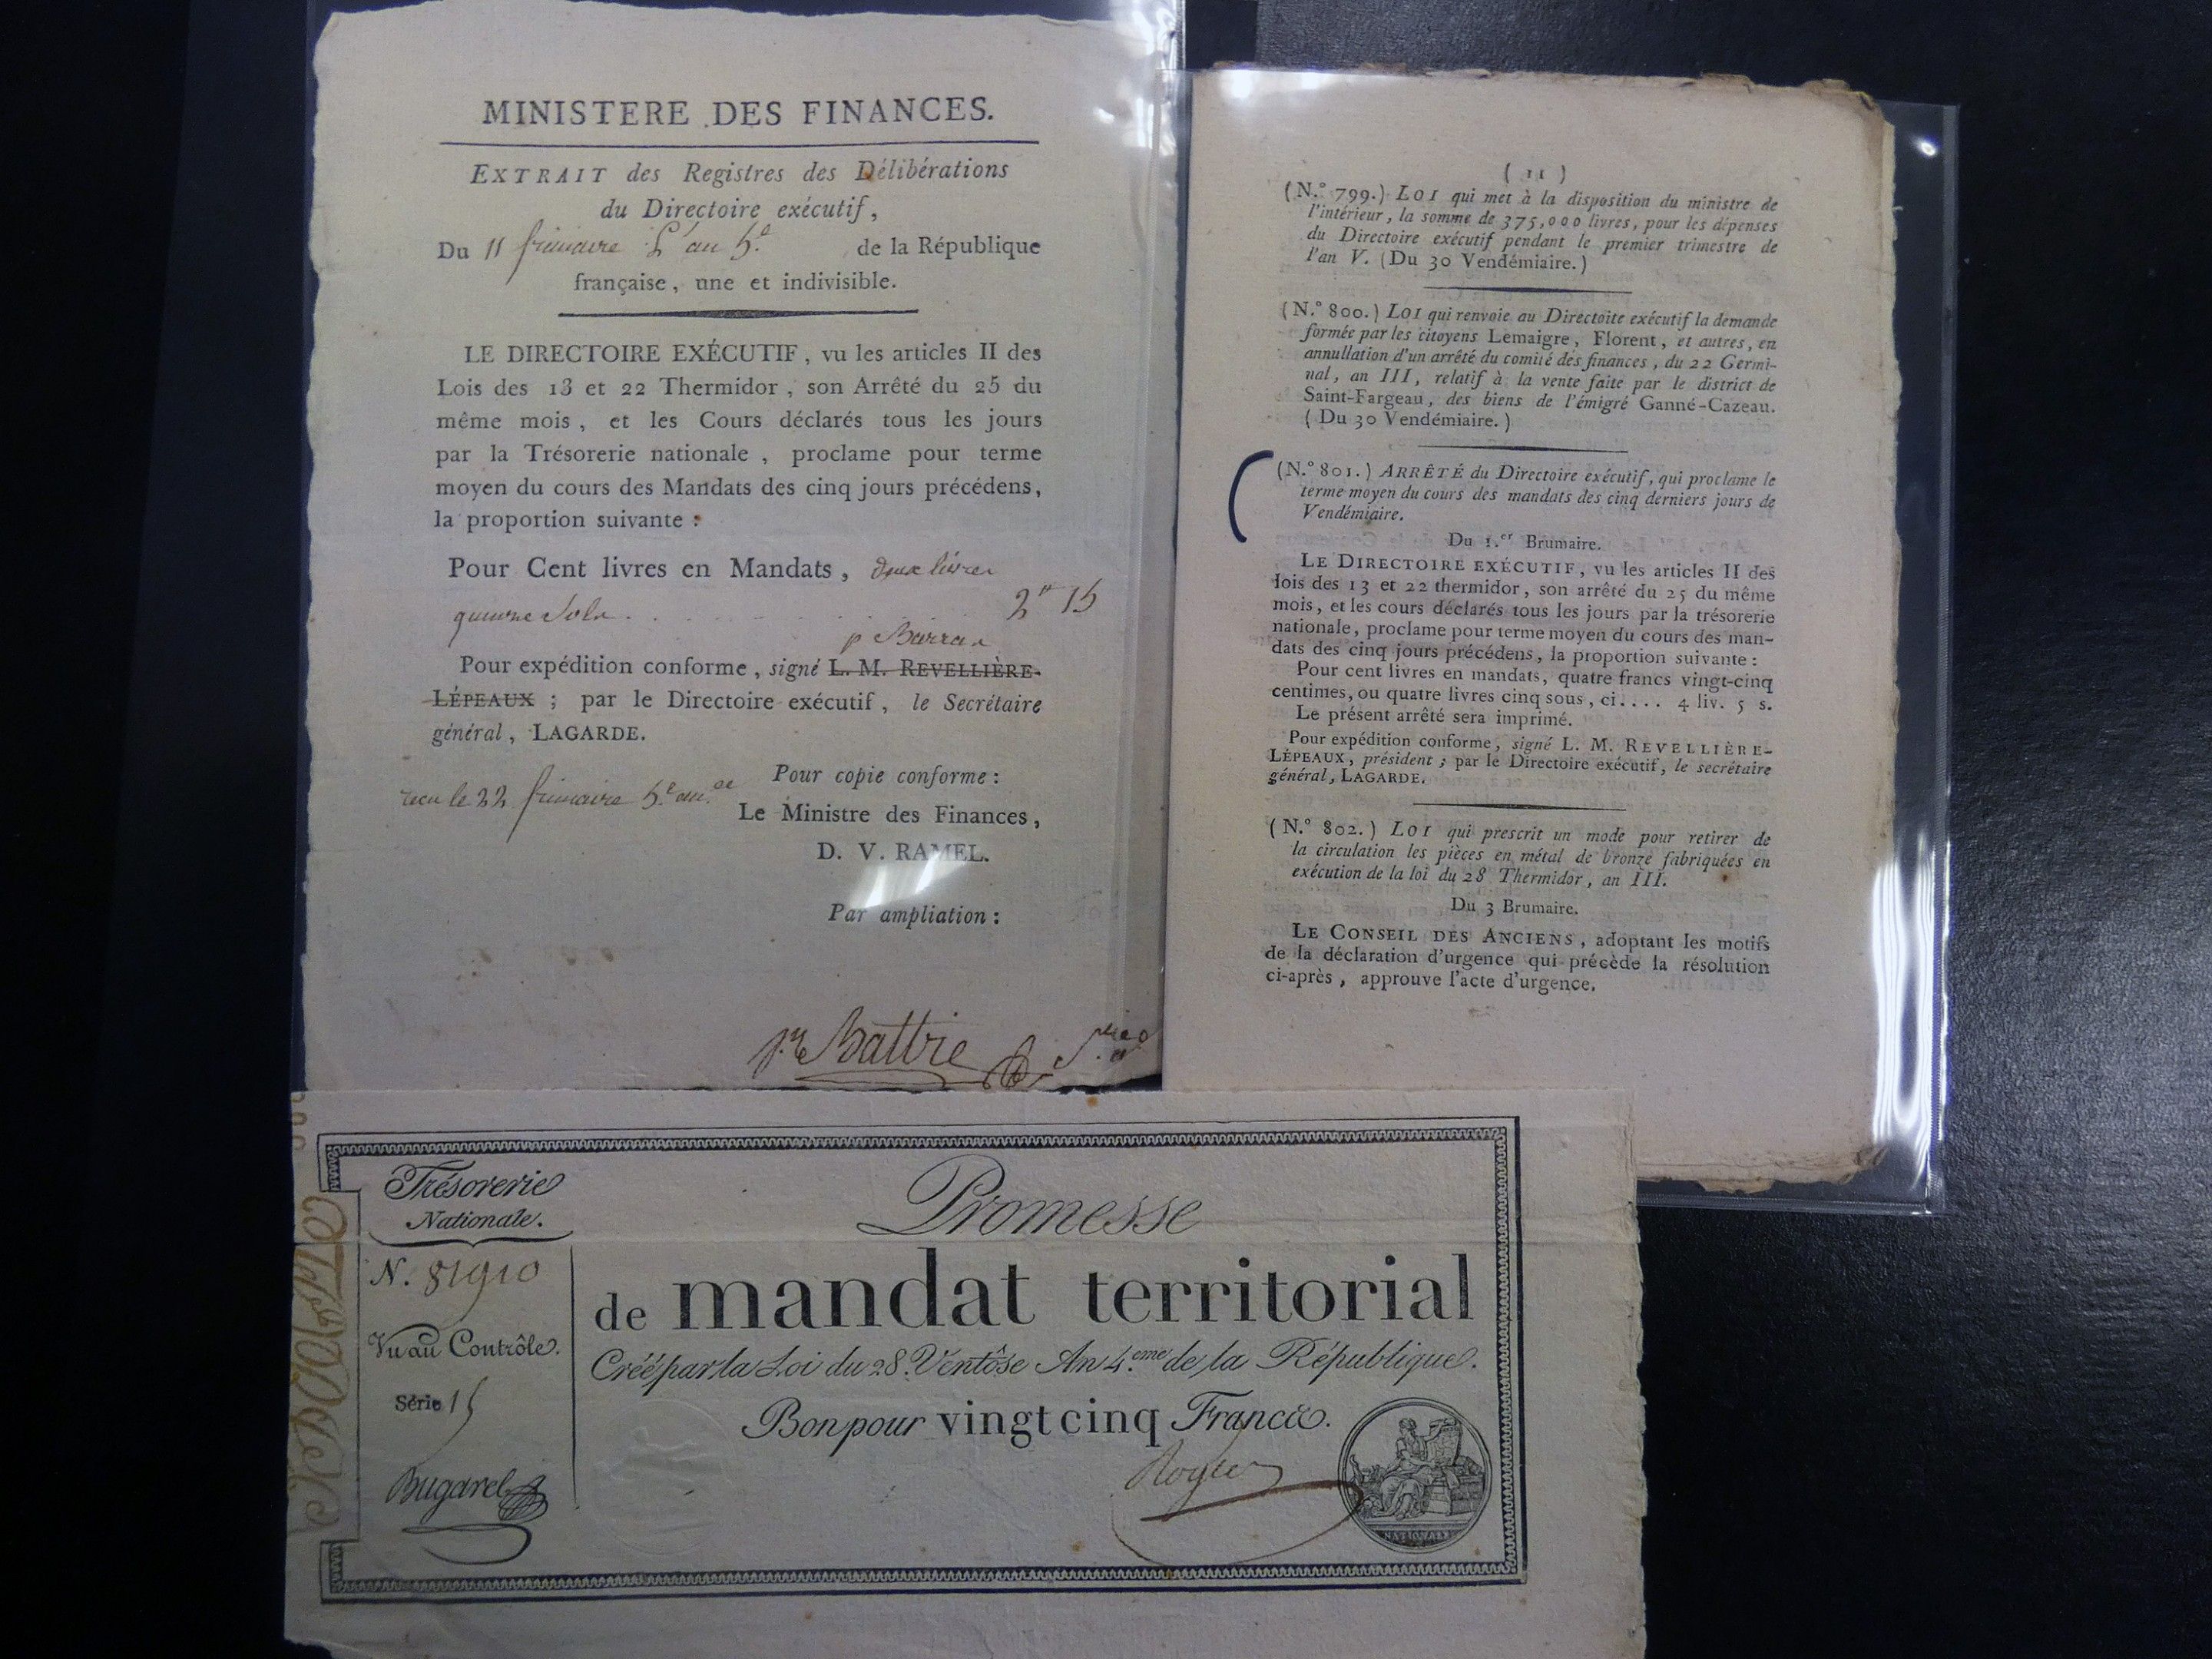 MINISTERE DES FINANCES.
EXTRAIT des Registres des Délibérations
du Directoire exécutif,
Du 11 frimaire L' an 5.e de la République
française, une et indivisible.
LE DIRECTOIRE EXÉCUTIF, vu les articles II des
Lois des 13 et 22 Thermidor, son Arrêté du 25 du
même mois, et les Cours déclarés tous les jours
par la Trésorerie nationale, proclame pour terme
moyen du cours des Mandats des cinq jours précédens,
la proportion suivante :
Pour Cent livres en Mandats, deux livres
quinze Sols. 2" 15
p Barras
Pour expédition conforme, signé L. M. REVELLIÈRE-
LÉPEAUX ; par le Directoire exécutif, le Secrétaire
général, LAGARDE.
Pour copie conforme :
recu le 22 frimaire 5.e
Le Ministre des Finances,
D. V. RAMEL.
Par ampliation :
( 11 )
(N.° 799.) LOI qui met à la disposition du ministre de
l'intérieur, la somme de 375,000 livres, pour les dépenses
du Directoire exécutif pendant le premier trimestre de
l'an V. (Du 30 Vendémiaire.)
(N.° 800.) LOI qui renvoie au Directoite exécutif la demande
formée par les citoyens Lemaigre, Florent, et autres, en
annullation d'un arrêté du comité des finances, du 22 Germi-
nal, an III, relatif à la vente faite par le district de
Saint-Fargeau, des biens de l'émigré Ganné-Cazeau.
(Du 30 Vendémiaire.)
(N.° 801.) ARRÊTÉ du Directoire exécutif, qui proclame le
terme moyen du cours des mandats des cinq derniers jours de
Vendémiaire.
Du 1.er Brumaire.
LE DIRECTOIRE EXÉCUTIF, vu les articles II des
lois des 13 et 22 thermidor, son arrêté du 25 du même
mois, et les cours déclarés tous les jours par la trésorerie
nationale, proclame pour terme moyen du cours des man-
dats des cinq jours précédens, la proportion suivante :
Pour cent livres en mandats, quatre francs vingt-cinq
centimes, ou quatre livres cinq sous, ci.... 4 liv. 5 s.
Le présent arrêté sera imprimé.
Pour expédition conforme, signé L. M. REVELLIÈRE-
LÉPEAUX, président ; par le Directoire exécutif, le secrétaire
général, LAGARDE.
(N.° 802.) LOI qui prescrit un mode pour retirer de
la circulation les pièces en métal de bronze fabriquées en
exécution de la loi du 28 Thermidor, an III.
Du 3 Brumaire.
LE CONSEIL DES ANCIENS, adoptant les motifs
de la déclaration d'urgence qui précède la résolution
ci-après, approuve l'acte d'urgence.
Trésorerie
Nationale.
N. 81910
Vu au Contrôle.
Série 15
Bugarel
Promesse
de mandat territorial
Créé par la Loi du 28. Ventôse An 4.eme de la République.
Bon pour vingt cinq Francs.
NATIONALE